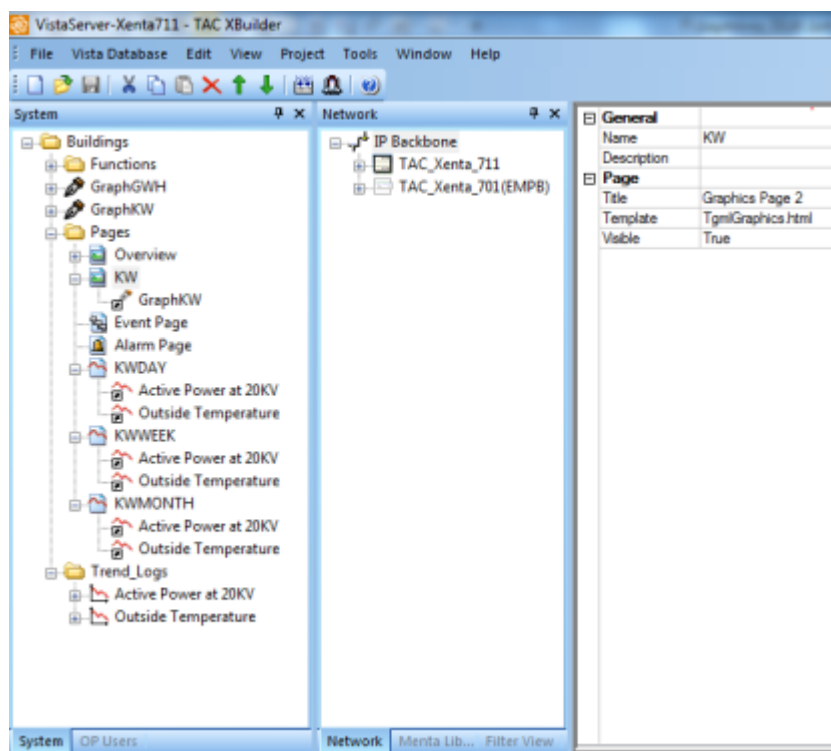 VistaServer-Xenta711 - TAC XBuilder
File Vista Database Edit View Project Tools Window Help
System
Buildings
Functions
GraphGWH
GraphKW
Pages
Overview
KW
GraphKW
Event Page
Alarm Page
KWDAY
Active Power at 20KV
Outside Temperature
KWWEEK
Active Power at 20KV
Outside Temperature
KWMONTH
Active Power at 20KV
Outside Temperature
Trend_Logs
Active Power at 20KV
Outside Temperature
System OP Users
Network
IP Backbone
TAC_Xenta_711
TAC_Xenta_701(EMPB)
Network Menta Lib... Filter View
General
Name KW
Description
Page
Title Graphics Page 2
Template TgmlGraphics.html
Visible True